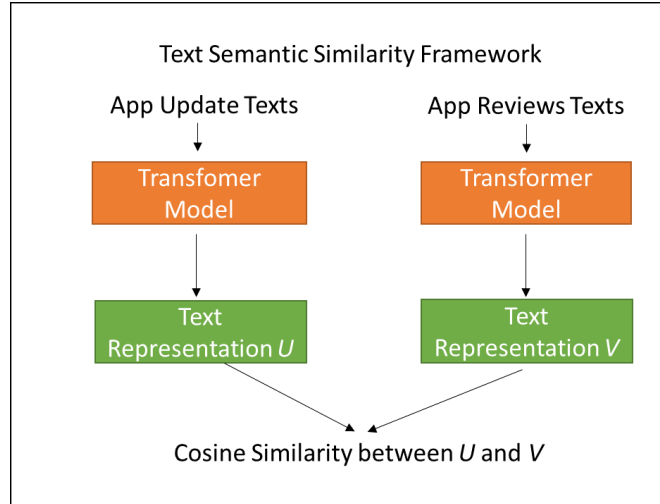 Text Semantic Similarity Framework
App Update Texts
App Reviews Texts
Transfomer
Model
Transformer
Model
Text
Representation U
Text
Representation V
Cosine Similarity between U and V